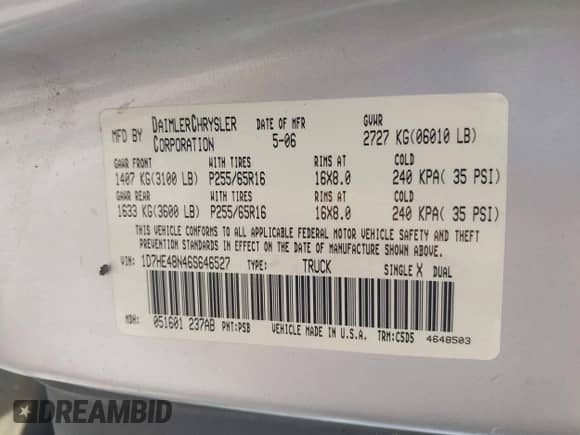 MFD BY DAIMLERCHRYSLER CORPORATION DATE OF MFR 5-06 GVWR 2727 KG(06010 LB)
GAWR FRONT WITH TIRES RIMS AT COLD
1407 KG(3100 LB) P255/65R16 16X8.0 240 KPA( 35 PSI)
GAWR REAR WITH TIRES RIMS AT COLD
1633 KG(3600 LB) P255/65R16 16X8.0 240 KPA( 35 PSI)
THIS VEHICLE CONFORMS TO ALL APPLICABLE FEDERAL MOTOR VEHICLE SAFETY AND THEFT
PREVENTION STANDARDS IN EFFECT ON THE DATE OF MANUFACTURE SHOWN ABOVE.
VIN: 1D7HE48N46S646527 TYPE: TRUCK SINGLE X DUAL
MDH: 051601 237AB PNT:PSB VEHICLE MADE IN U.S.A. TRM:C5D5
4648503
DREAMBID